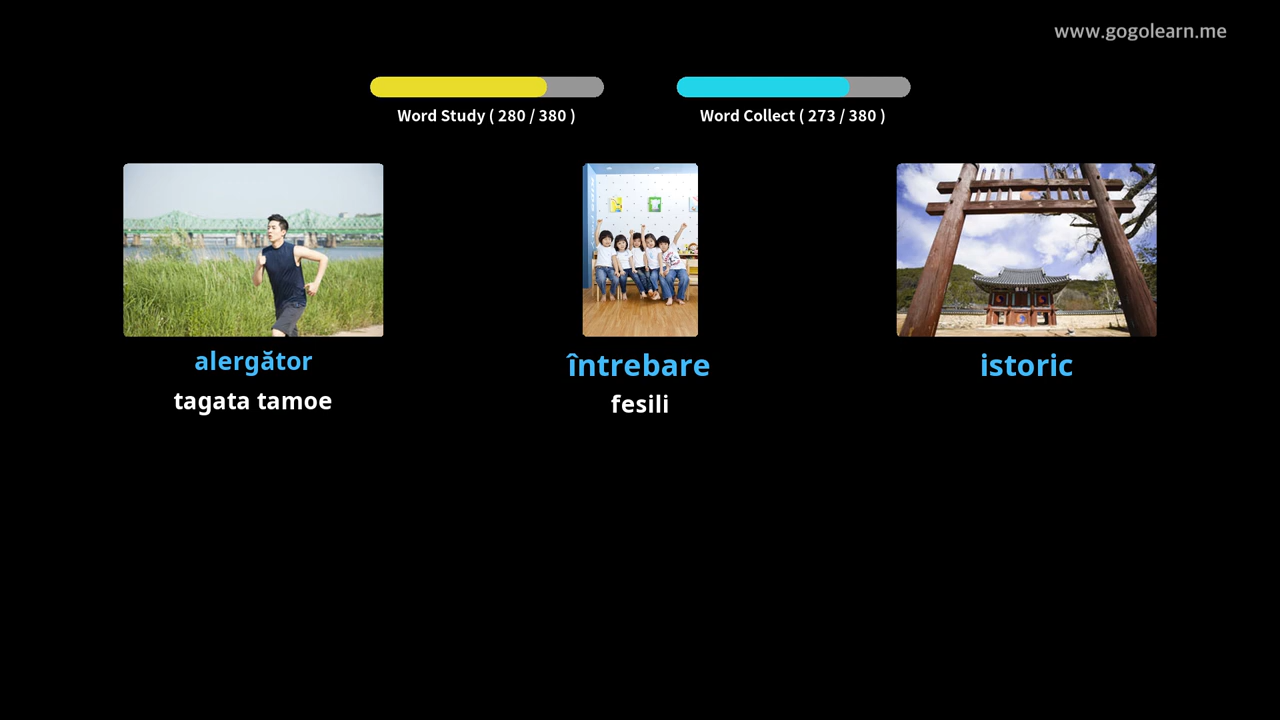 www.gogolearn.me
Word Study ( 280 / 380 )
Word Collect ( 273 / 380 )
alergător
tagata tamoe
întrebare
fesili
istoric